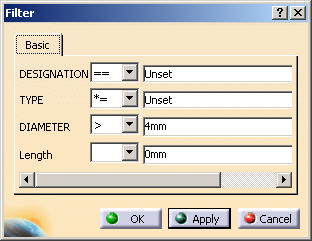 Filter
Basic
DESIGNATION == Unset
TYPE *= Unset
DIAMETER > 4mm
Length 0mm
OK Apply Cancel